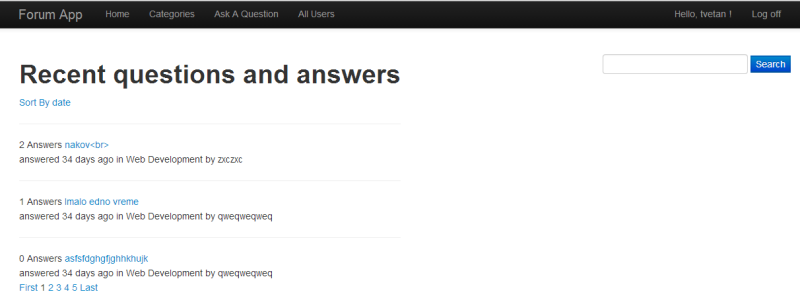 Forum App Home Categories Ask A Question All Users Hello, tvetan ! Log off
Search
Recent questions and answers
Sort By date
2 Answers nakov<br>
answered 34 days ago in Web Development by zxczxc
1 Answers imalo edno vreme
answered 34 days ago in Web Development by qweqweqweq
0 Answers asfsfdghgfjghhkhujk
answered 34 days ago in Web Development by qweqweqweq
First 1 2 3 4 5 Last